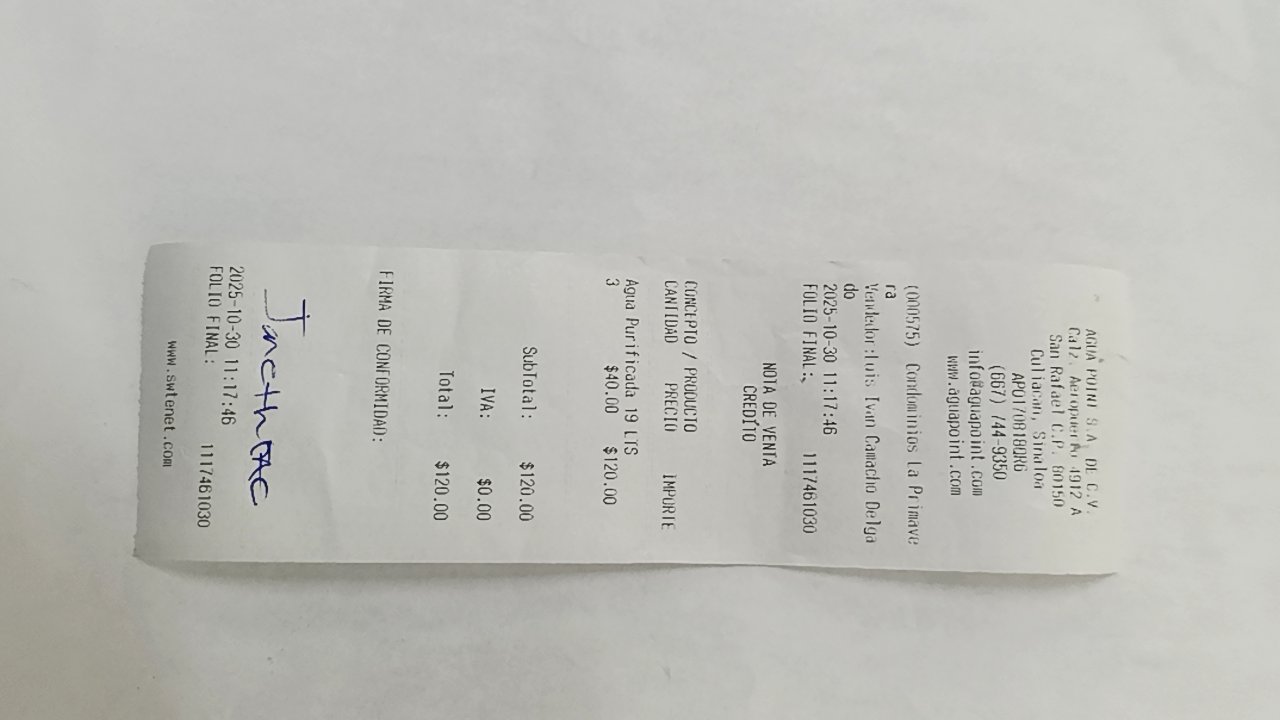 AGUA POINT S.A. DE C.V.
Calz. Aeropuerto 4912 A
San Rafael C.P. 80150
Culiacan, Sinaloa
APO170818QR6
(667) 744-9350
info@aguapoint.com
www.aguapoint.com
(000575) Condominios La Primave
ra
Vendedor:Luis Ivan Camacho Delga
do
2025-10-30 11:17:46
FOLIO FINAL: 1117461030
NOTA DE VENTA
CREDITO
CONCEPTO / PRODUCTO
CANTIDAD PRECIO IMPORTE
Agua Purificada 19 LTS
3 $40.00 $120.00
SubTotal: $120.00
IVA: $0.00
Total: $120.00
FIRMA DE CONFORMIDAD:
2025-10-30 11:17:46
FOLIO FINAL: 1117461030
www.swtenet.com